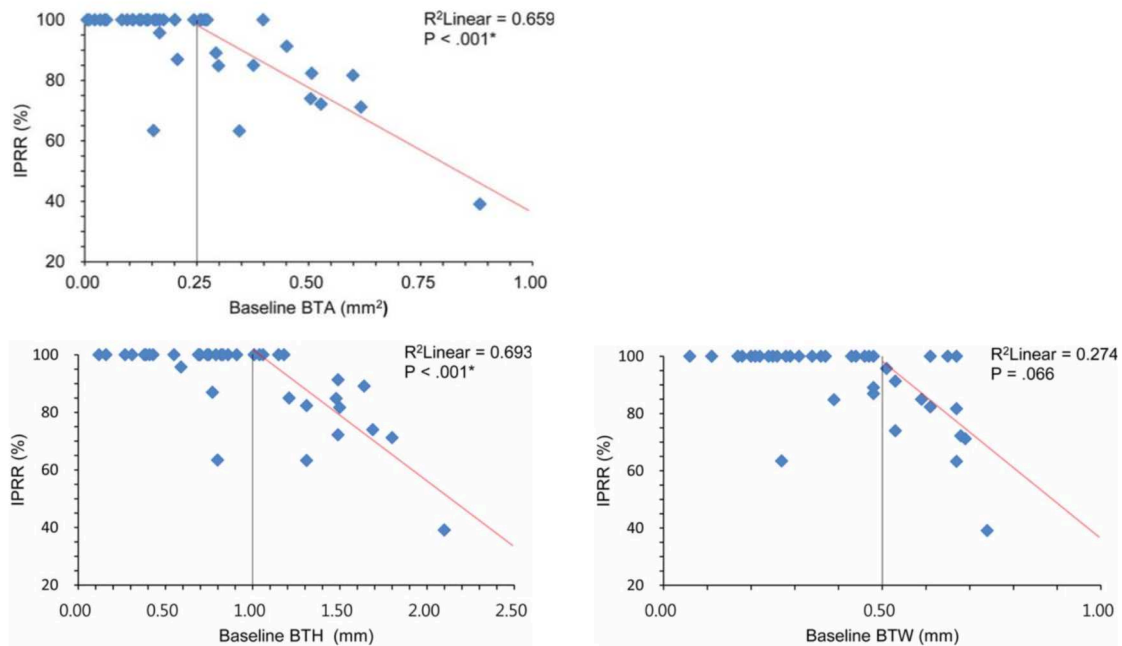 R²Linear = 0.659
P < .001*
IPRR (%)
100
80
60
40
20
0.00 0.25 0.50 0.75 1.00
Baseline BTA (mm²)
R²Linear = 0.693
P < .001*
IPRR (%)
100
80
60
40
20
0.00 0.50 1.00 1.50 2.00 2.50
Baseline BTH (mm)
R²Linear = 0.274
P = .066
IPRR (%)
100
80
60
40
20
0.00 0.50 1.00
Baseline BTW (mm)